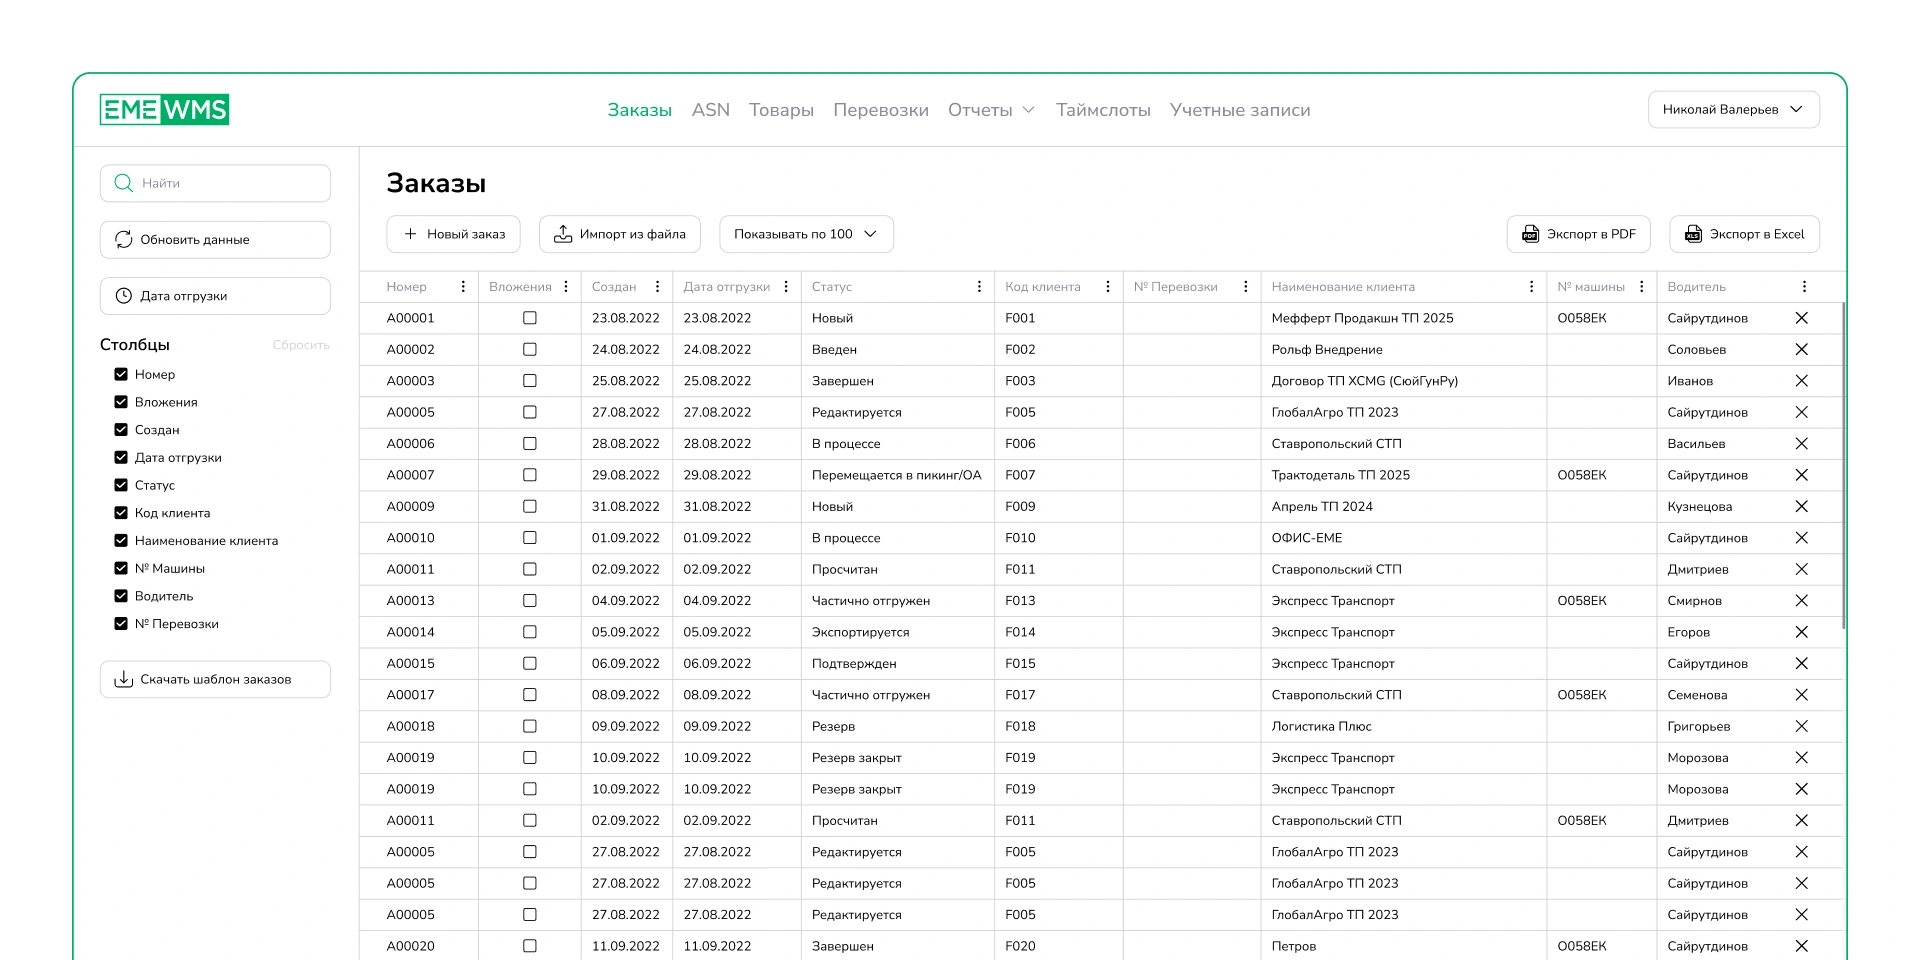 EME WMS
Заказы ASN Товары Перевозки Отчеты Таймслоты Учетные записи
Николай Валерьев
Найти
Обновить данные
Дата отгрузки
Столбцы Сбросить
Номер
Вложения
Создан
Дата отгрузки
Статус
Код клиента
Наименование клиента
№ Машины
Водитель
№ Перевозки
Скачать шаблон заказов
Заказы
Новый заказ Импорт из файла Показывать по 100 PDF Экспорт в PDF XLS Экспорт в Excel
Номер Вложения Создан Дата отгрузки Статус Код клиента № Перевозки Наименование клиента № машины Водитель
A00001 23.08.2022 23.08.2022 Новый F001 Мефферт Продакшн ТП 2025 О058ЕК Сайрутдинов
A00002 24.08.2022 24.08.2022 Введен F002 Рольф Внедрение Соловьев
A00003 25.08.2022 25.08.2022 Завершен F003 Договор ТП XCMG (СюйГунРу) Иванов
A00005 27.08.2022 27.08.2022 Редактируется F005 ГлобалАгро ТП 2023 Сайрутдинов
A00006 28.08.2022 28.08.2022 В процессе F006 Ставропольский СТП Васильев
A00007 29.08.2022 29.08.2022 Перемещается в пикинг/ОА F007 Трактодеталь ТП 2025 О058ЕК Сайрутдинов
A00009 31.08.2022 31.08.2022 Новый F009 Апрель ТП 2024 Кузнецова
A00010 01.09.2022 01.09.2022 В процессе F010 ОФИС-ЕМЕ Сайрутдинов
A00011 02.09.2022 02.09.2022 Просчитан F011 Ставропольский СТП Дмитриев
A00013 04.09.2022 04.09.2022 Частично отгружен F013 Экспресс Транспорт О058ЕК Смирнов
A00014 05.09.2022 05.09.2022 Экспортируется F014 Экспресс Транспорт Егоров
A00015 06.09.2022 06.09.2022 Подтвержден F015 Экспресс Транспорт Сайрутдинов
A00017 08.09.2022 08.09.2022 Частично отгружен F017 Ставропольский СТП О058ЕК Семенова
A00018 09.09.2022 09.09.2022 Резерв F018 Логистика Плюс Григорьев
A00019 10.09.2022 10.09.2022 Резерв закрыт F019 Экспресс Транспорт Морозова
A00019 10.09.2022 10.09.2022 Резерв закрыт F019 Экспресс Транспорт Морозова
A00011 02.09.2022 02.09.2022 Просчитан F011 Ставропольский СТП О058ЕК Дмитриев
A00005 27.08.2022 27.08.2022 Редактируется F005 ГлобалАгро ТП 2023 Сайрутдинов
A00005 27.08.2022 27.08.2022 Редактируется F005 ГлобалАгро ТП 2023 Сайрутдинов
A00005 27.08.2022 27.08.2022 Редактируется F005 ГлобалАгро ТП 2023 Сайрутдинов
A00020 11.09.2022 11.09.2022 Завершен F020 Петров О058ЕК Сайрутдинов